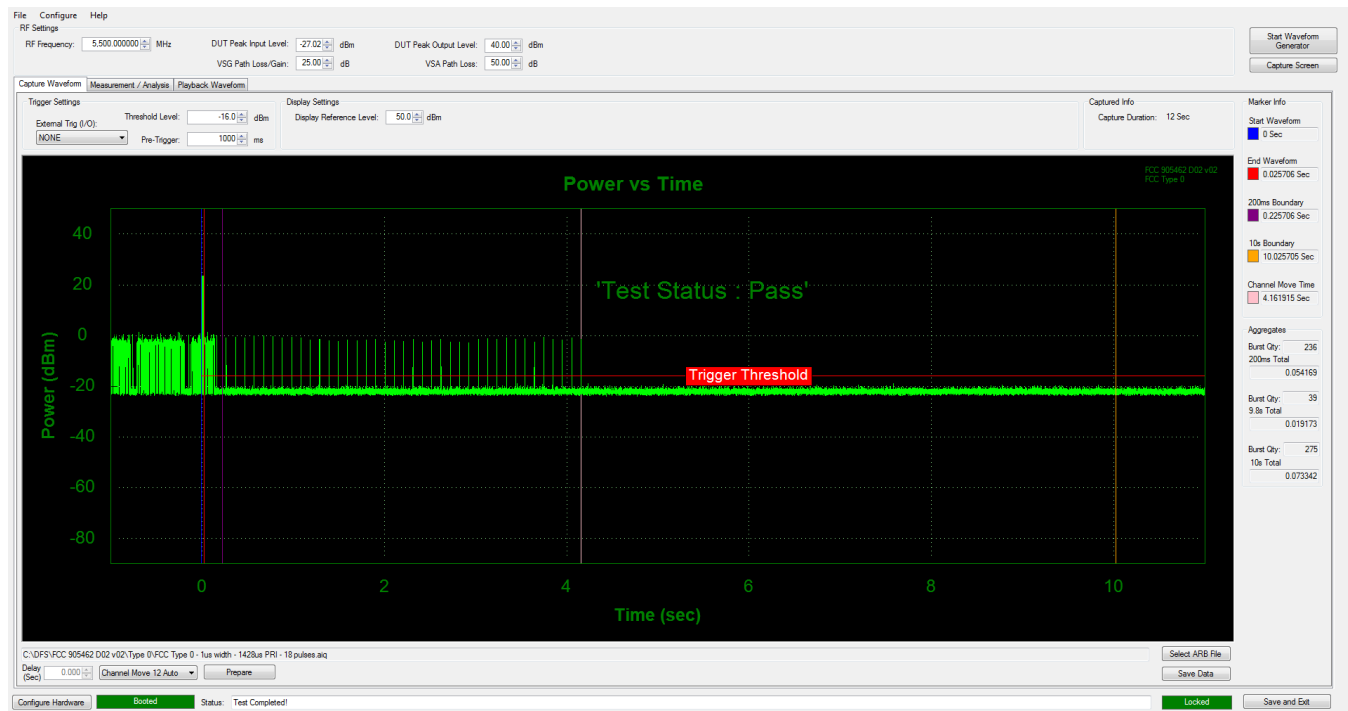 File Configure Help
RF Settings
RF Frequency: 5,500.000000 MHz DUT Peak Input Level: -27.02 dBm DUT Peak Output Level: 40.00 dBm
VSG Path Loss/Gain: 25.00 dB VSA Path Loss: 50.00 dB
Start Waveform Generator
Capture Screen
Capture Waveform Measurement / Analysis Playback Waveform
Trigger Settings
External Trig (I/O):
NONE
Threshold Level: -16.0 dBm
Pre-Trigger: 1000 ms
Display Settings
Display Reference Level: 50.0 dBm
Captured Info
Capture Duration: 12 Sec
Marker Info
Start Waveform
0 Sec
End Waveform
0.025706 Sec
200ms Boundary
0.225706 Sec
10s Boundary
10.025705 Sec
Channel Move Time
4.161915 Sec
Aggregates
Burst Qty: 236
200ms Total
0.054169
Burst Qty: 39
9.8s Total
0.019173
Burst Qty: 275
10s Total
0.073342
FCC 905462 D02 v02
FCC Type 0
Power vs Time
'Test Status : Pass'
Trigger Threshold
Power (dBm)
40
20
0
-20
-40
-60
-80
0 2 4 6 8 10
Time (sec)
C:\DFS\FCC 905462 D02 v02\Type 0\FCC Type 0 - 1us width - 1428us PRI - 18 pulses.aiq
Select ARB File
Delay (Sec) 0.000 Channel Move 12 Auto Prepare
Save Data
Configure Hardware Booted Status: Test Completed! Locked Save and Exit